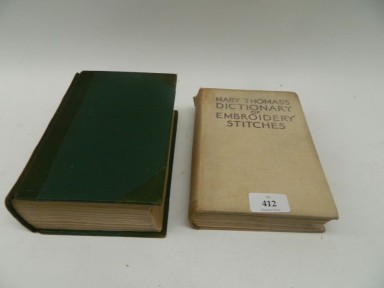 MARY THOMAS'S
DICTIONARY
OF
EMBROIDERY
STITCHES
412